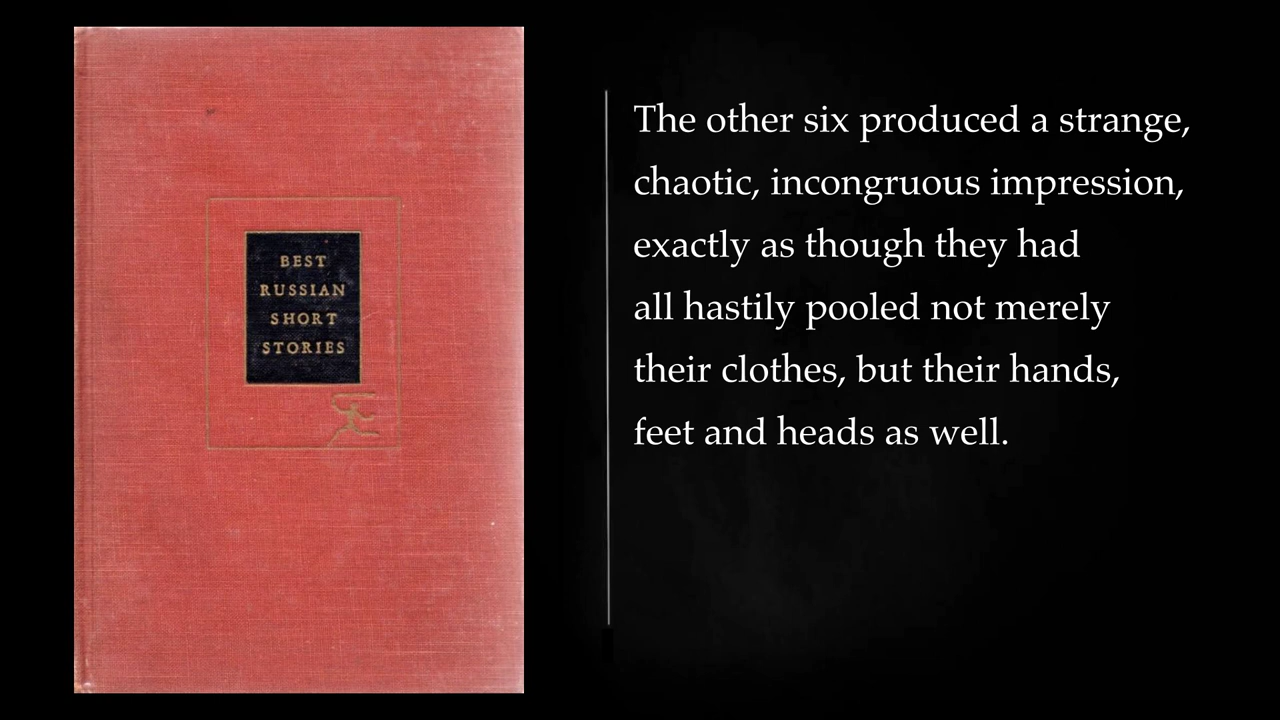 BEST
RUSSIAN
SHORT
STORIES
The other six produced a strange,
chaotic, incongruous impression,
exactly as though they had
all hastily pooled not merely
their clothes, but their hands,
feet and heads as well.